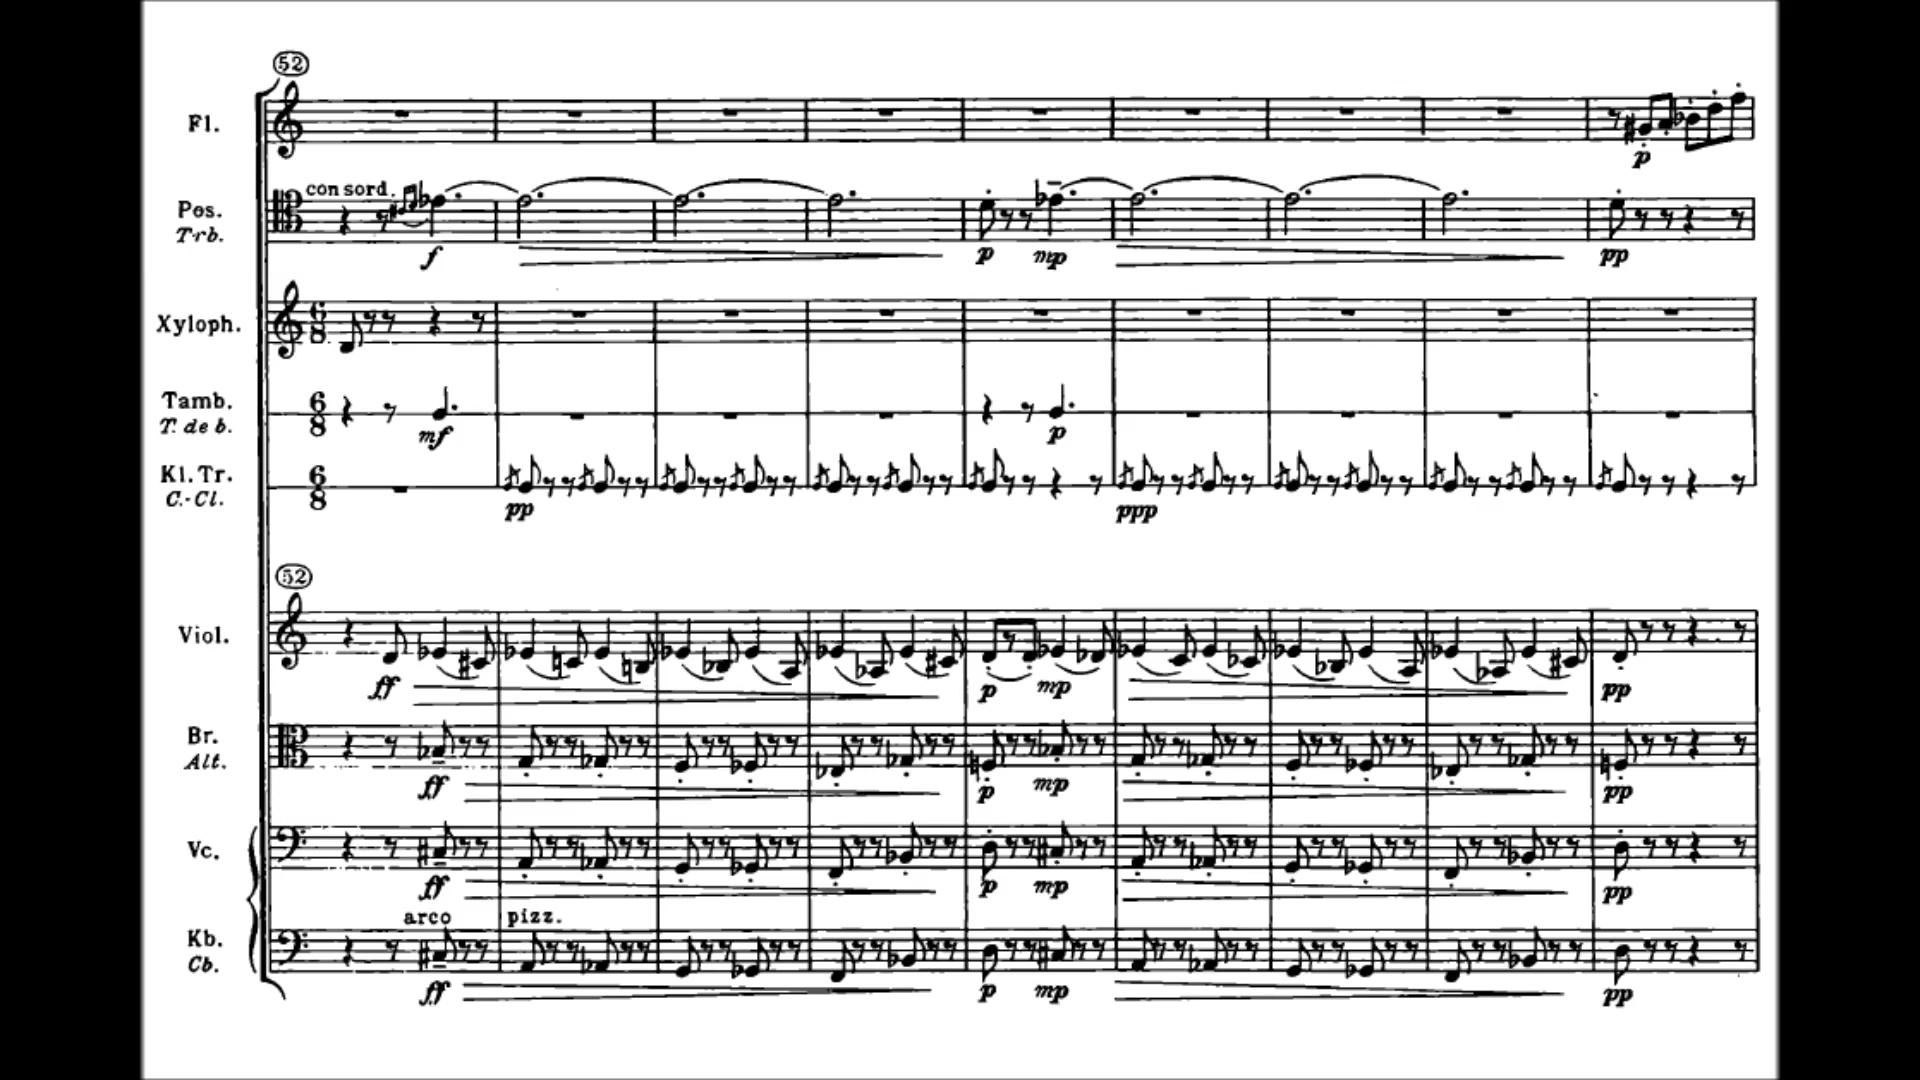 52
Fl.
p
con sord.
Pos.
Trb.
f p mp pp
Xyloph. 6 8
Tamb. 6 8
T. de b.
mf p
Kl. Tr. 6 8
C.-Cl.
pp ppp
52
Viol.
ff p mp pp
Br.
Alt.
ff p mp pp
Vc.
ff p mp pp
arco pizz.
Kb.
Cb.
ff p mp pp